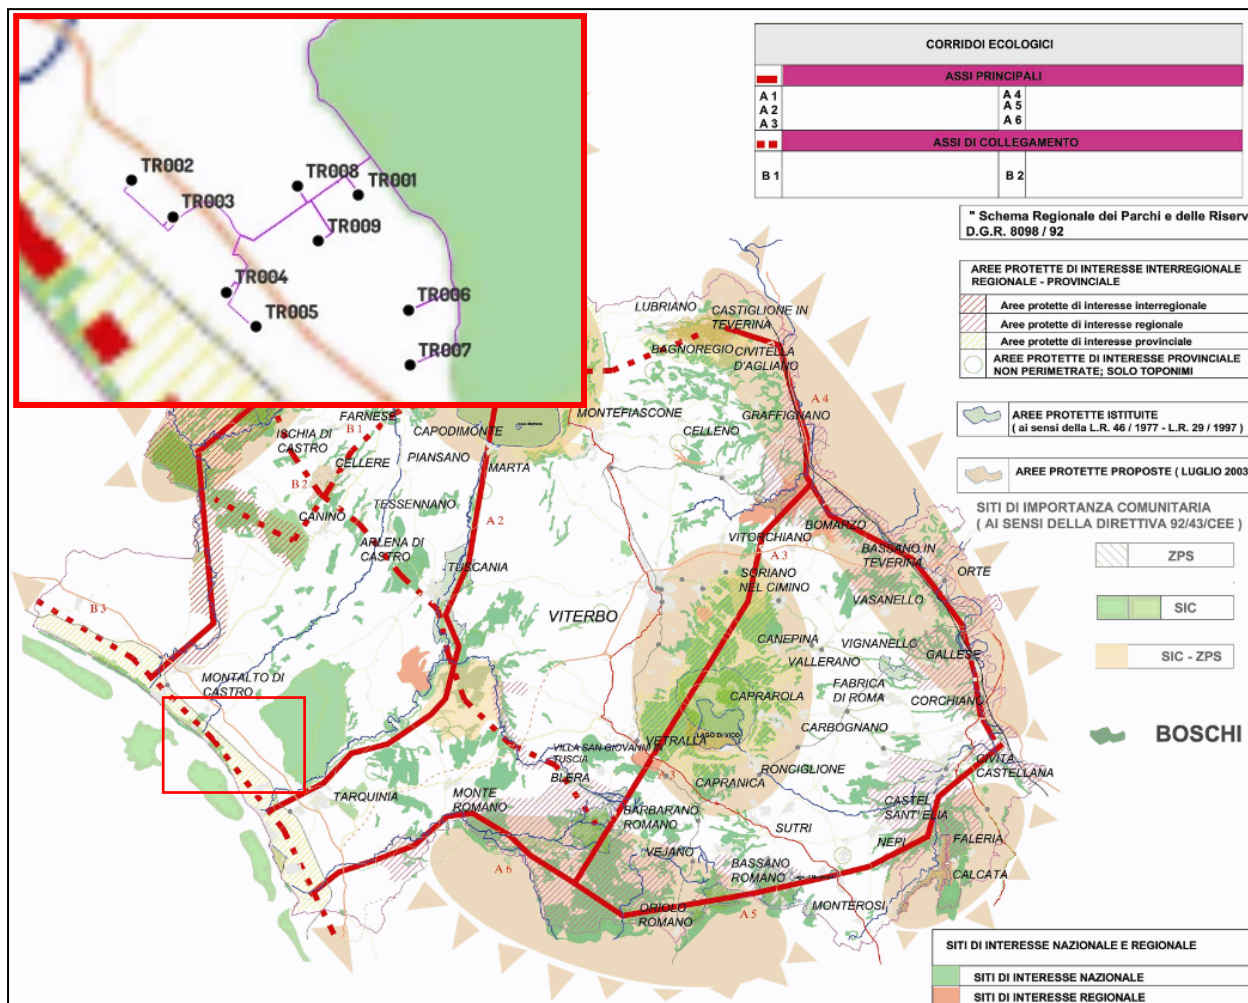 TR002
TR003
TR008
TR001
TR009
TR004
TR005
TR006
TR007
CORRIDOI ECOLOGICI
ASSI PRINCIPALI
A 1
A 2
A 3
A 4
A 5
A 6
ASSI DI COLLEGAMENTO
B 1
B 2
" Schema Regionale dei Parchi e delle Riserv
D.G.R. 8098 / 92
AREE PROTETTE DI INTERESSE INTERREGIONALE
REGIONALE - PROVINCIALE
Aree protette di interesse interregionale
Aree protette di interesse regionale
Aree protette di interesse provinciale
AREE PROTETTE DI INTERESSE PROVINCIALE
NON PERIMETRATE; SOLO TOPONIMI
AREE PROTETTE ISTITUITE
( ai sensi della L.R. 46 / 1977 - L.R. 29 / 1997 )
AREE PROTETTE PROPOSTE ( LUGLIO 2003
SITI DI IMPORTANZA COMUNITARIA
( AI SENSI DELLA DIRETTIVA 92/43/CEE )
ZPS
SIC
SIC - ZPS
BOSCHI
SITI DI INTERESSE NAZIONALE E REGIONALE
SITI DI INTERESSE NAZIONALE
SITI DI INTERESSE REGIONALE
LUBRIANO
CASTIGLIONE IN
TEVERINA
BAGNOREGIO
CIVITELLA
D'AGLIANO
A 4
GRAFFIGNANO
MONTEFIASCONE
CELLENO
FARNESE
B 1
ISCHIA DI
CASTRO
CAPODIMONTE
CELLERE
PIANSANO
MARTA
B 2
TESSENNANO
CANINO
A 2
ARLENA DI
CASTRO
TUSCANIA
BOMARZO
VITORCHIANO
A 3
BASSANO IN
TEVERINA
ORTE
SORIANO
NEL CIMINO
VASANELLO
B 3
VITERBO
CANEPINA
VIGNANELLO
GALLESE
VALLERANO
MONTALTO DI
CASTRO
CAPRAROLA
FABRICA
DI ROMA
CORCHIANO
CARBOGNANO
LAGO DI VICO
VETRALLA
VILLA SAN GIOVANNI
TUSCIA
BLERA
RONCIGLIONE
CAPRANICA
CIVITA
CASTELLANA
TARQUINIA
MONTE
ROMANO
BARBARANO
ROMANO
CASTEL
SANT' ELIA
SUTRI
NEPI
FALERIA
VEJANO
BASSANO
ROMANO
CALCATA
A 6
ORIOLO
ROMANO
A 5
MONTEROSI